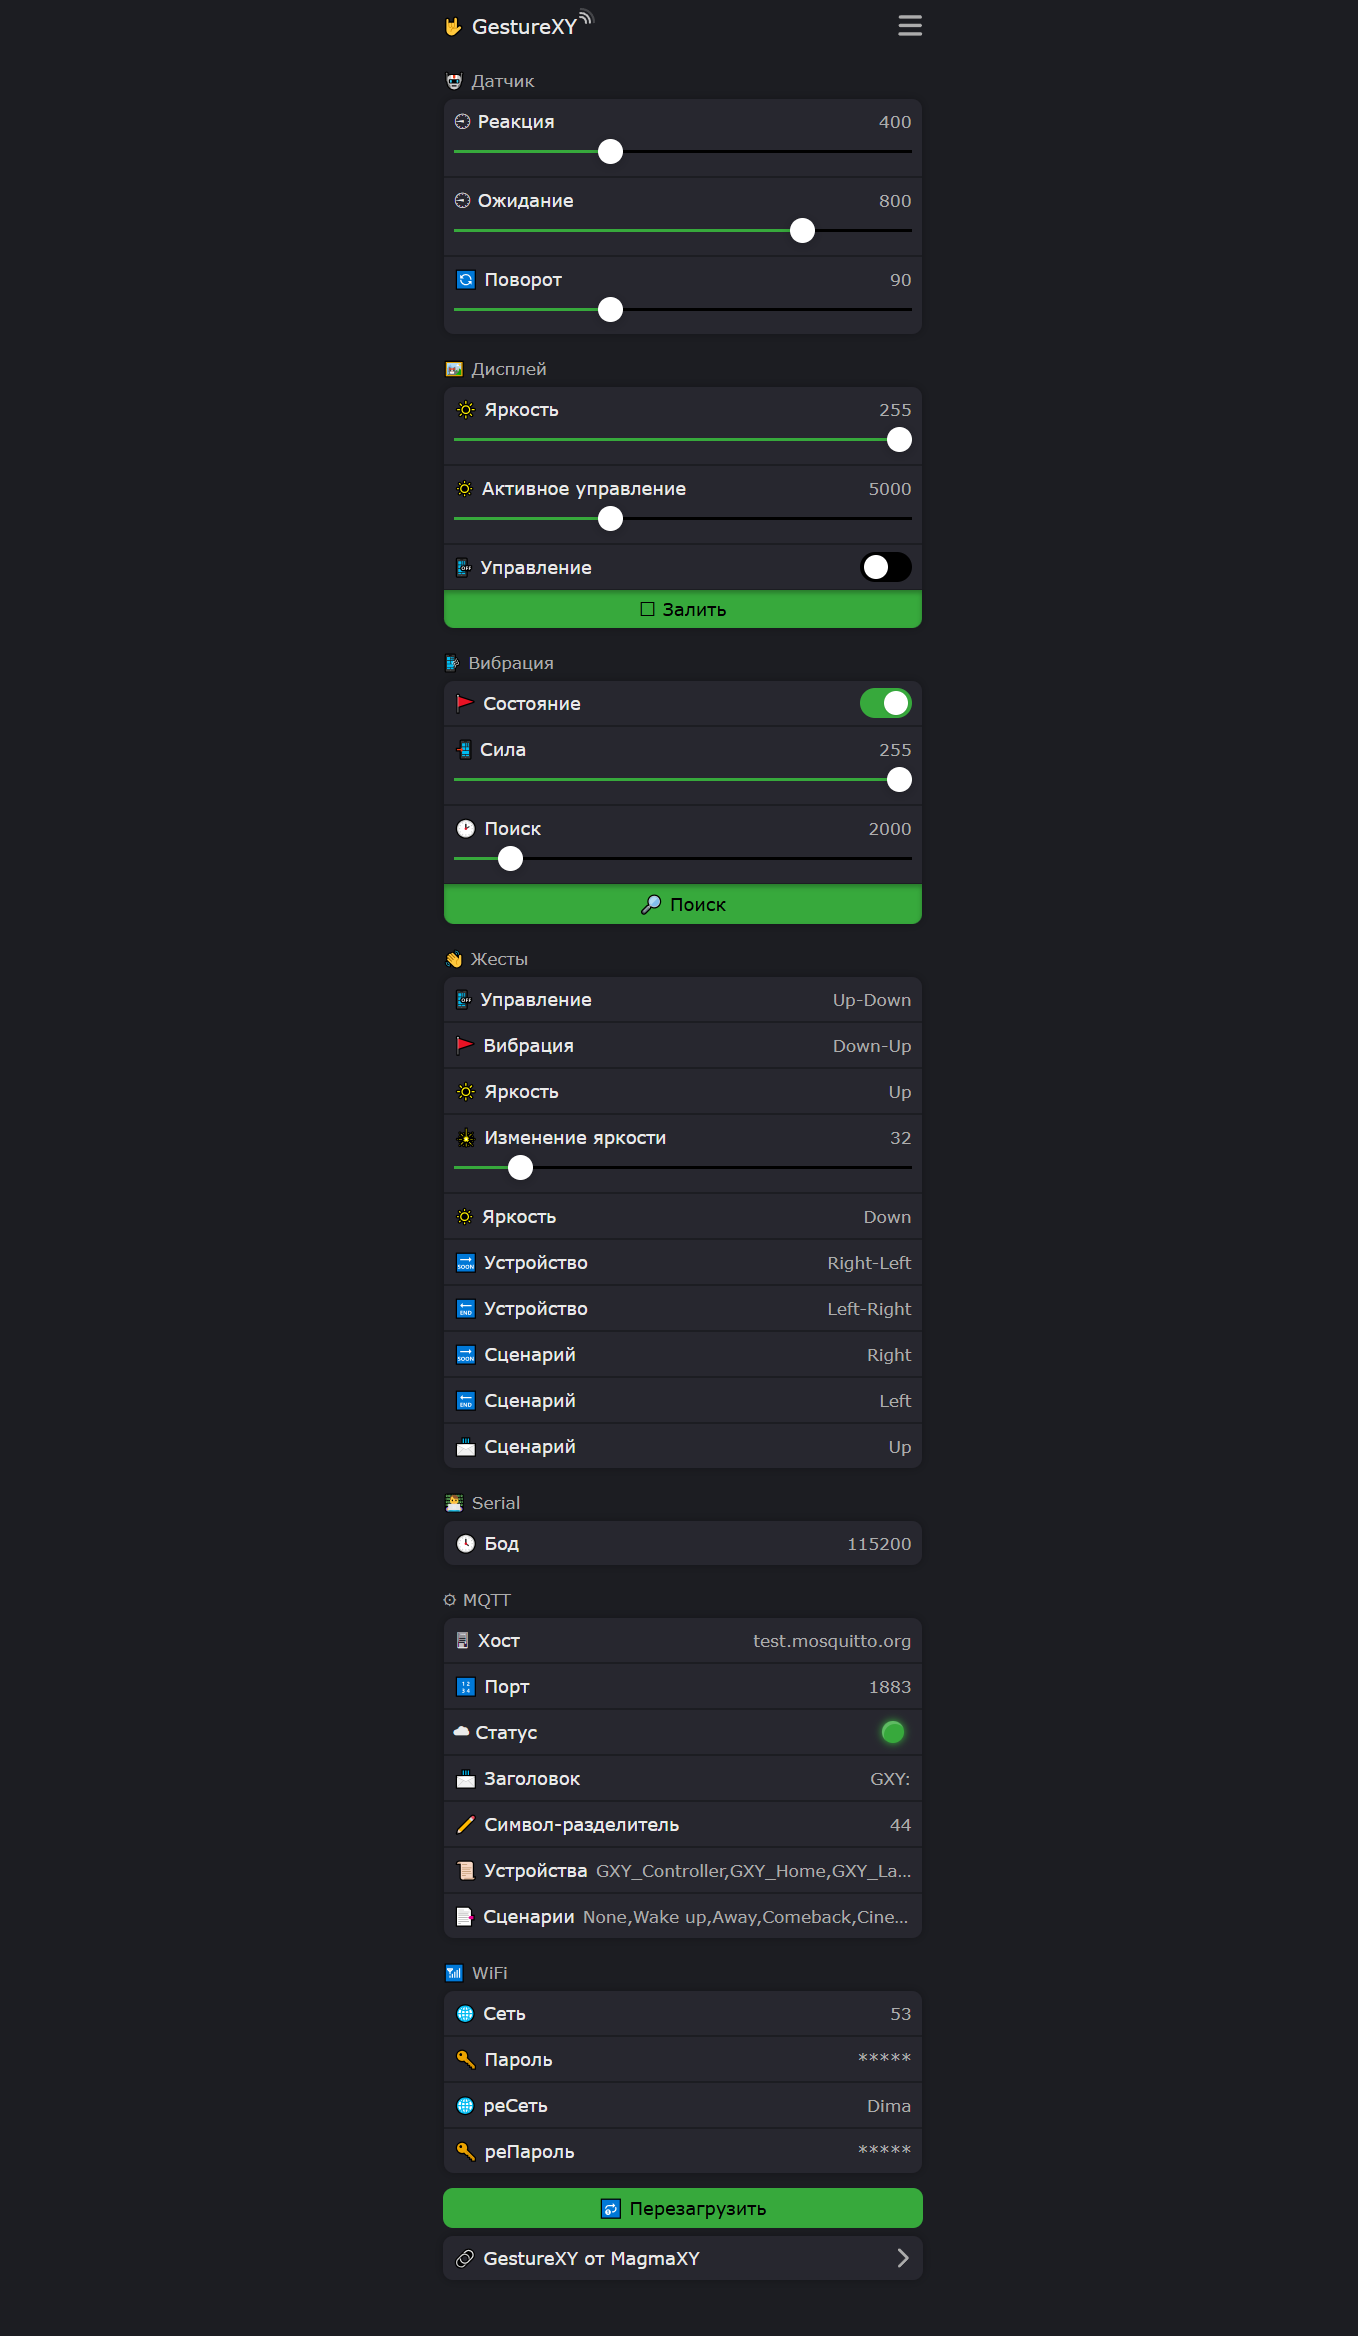 GestureXY
Датчик
Реакция 400
Ожидание 800
Поворот 90
Дисплей
Яркость 255
Активное управление 5000
Управление
Залить
Вибрация
Состояние
Сила 255
Поиск 2000
Поиск
Жесты
Управление Up-Down
Вибрация Down-Up
Яркость Up
Изменение яркости 32
Яркость Down
Устройство Right-Left
Устройство Left-Right
Сценарий Right
Сценарий Left
Сценарий Up
Serial
Бод 115200
MQTT
Хост test.mosquitto.org
Порт 1883
Статус
Заголовок GXY:
Символ-разделитель 44
Устройства GXY_Controller,GXY_Home,GXY_La...
Сценарии None,Wake up,Away,Comeback,Cine...
WiFi
Сеть 53
Пароль *****
реСеть Dima
реПароль *****
Перезагрузить
GestureXY от MagmaXY